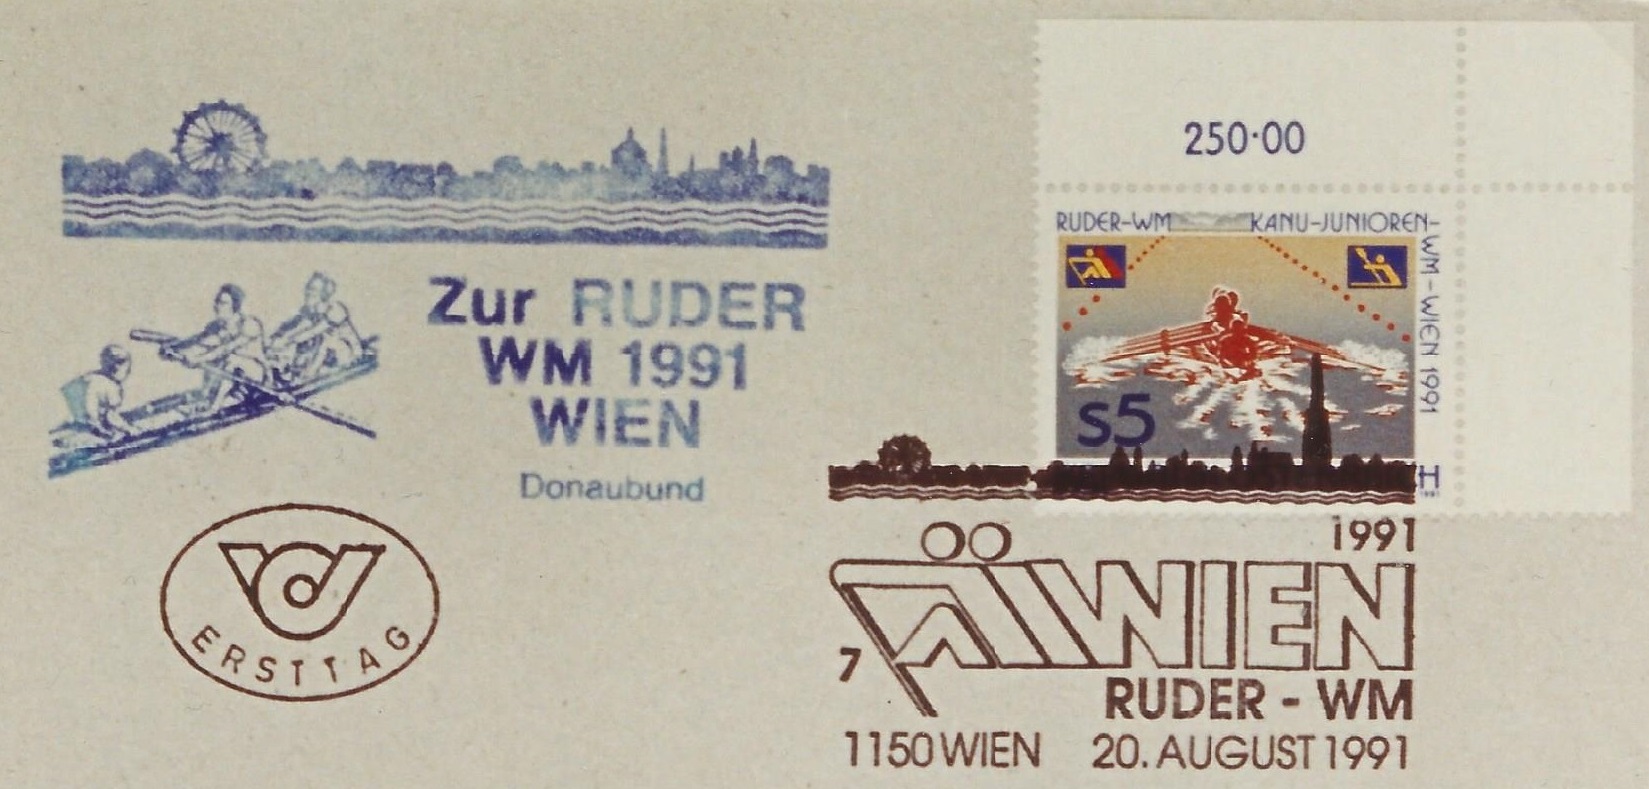 250·00
RUDER-WM KANU-JUNIOREN-
WM-WIEN 1991
s5
H
Zur RUDER
WM 1991
WIEN
Donaubund
ERSTTAG
1991
WIEN
7
RUDER - WM
1150 WIEN 20. AUGUST 1991